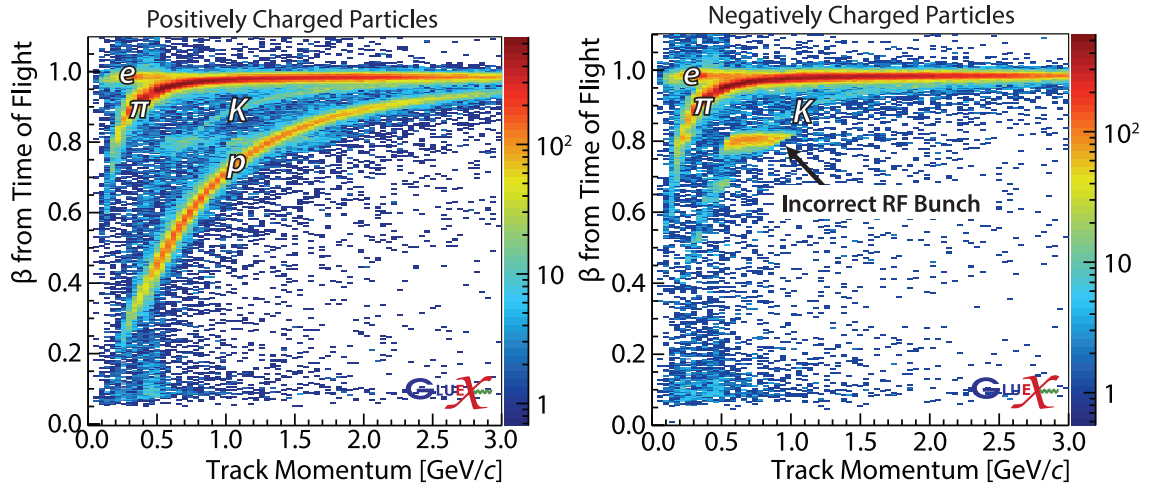 Positively Charged Particles
β from Time of Flight
1.0
0.8
0.6
0.4
0.2
0.0
e
π
K
p
10²
10
1
GLUEX
0.0 0.5 1.0 1.5 2.0 2.5 3.0
Track Momentum [GeV/c]
Negatively Charged Particles
β from Time of Flight
1.0
0.8
0.6
0.4
0.2
0.0
e
π
K
Incorrect RF Bunch
10²
10
1
GLUEX
0.0 0.5 1.0 1.5 2.0 2.5 3.0
Track Momentum [GeV/c]